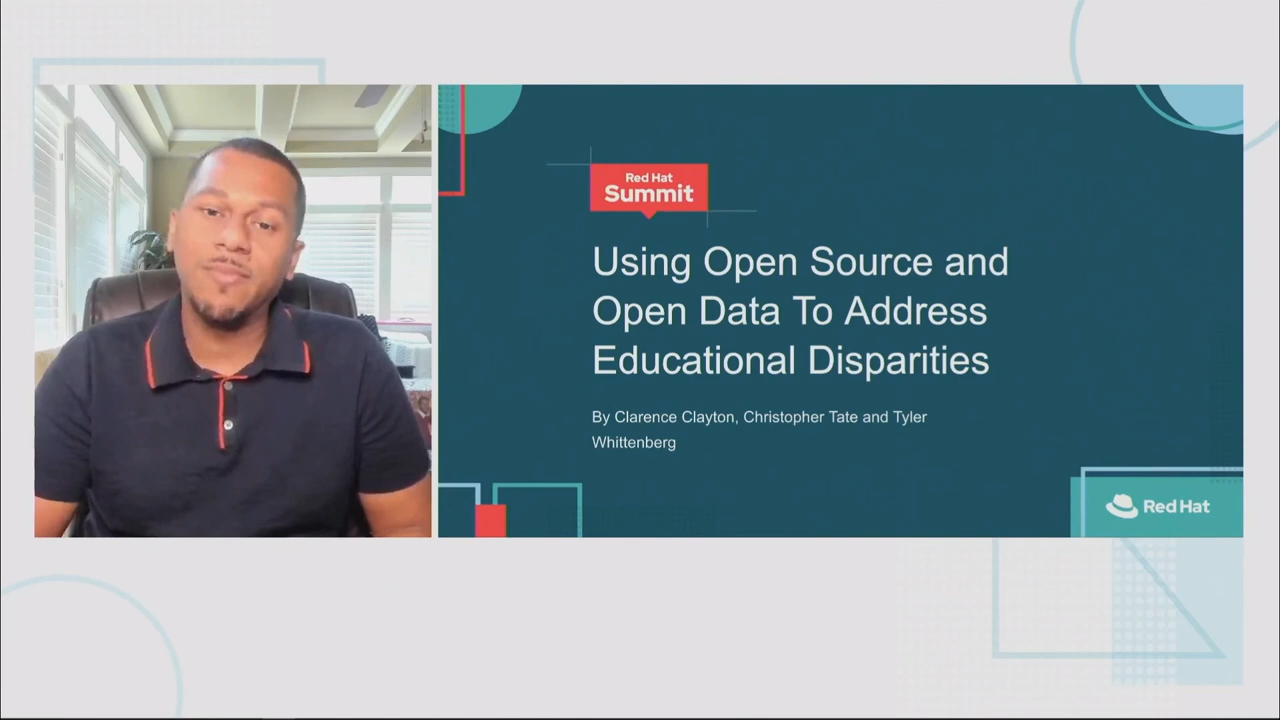 Red Hat
Summit
Using Open Source and
Open Data To Address
Educational Disparities
By Clarence Clayton, Christopher Tate and Tyler
Whittenberg
Red Hat